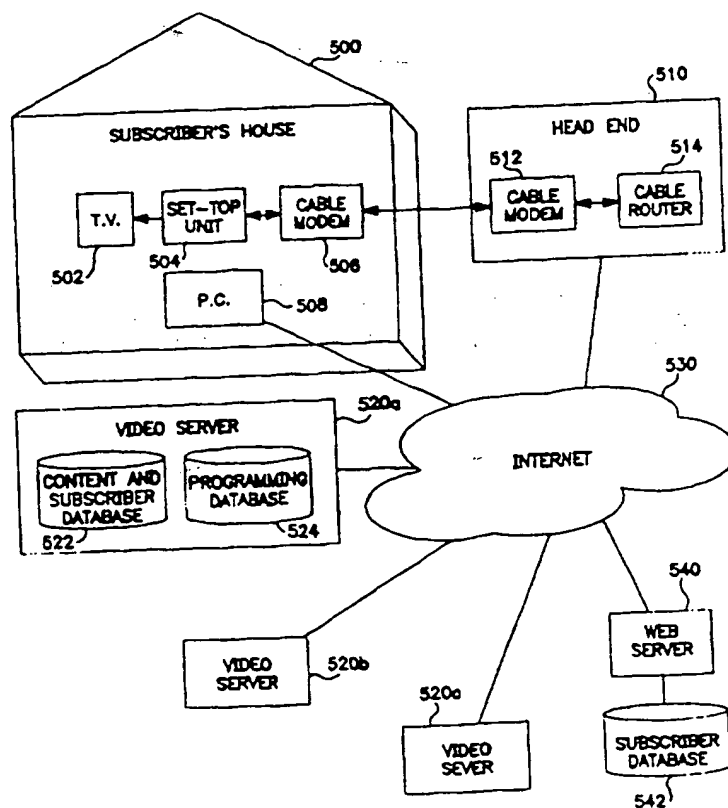 500
510
SUBSCRIBER'S HOUSE
HEAD END
512
514
T.V.
SET-TOP
UNIT
CABLE
MODEM
CABLE
MODEM
CABLE
ROUTER
502
504
506
P.C.
508
530
520a
VIDEO SERVER
INTERNET
CONTENT AND
SUBSCRIBER
DATABASE
PROGRAMMING
DATABASE
522
524
540
WEB
SERVER
VIDEO
SERVER
520b
520c
VIDEO
SEVER
SUBSCRIBER
DATABASE
542